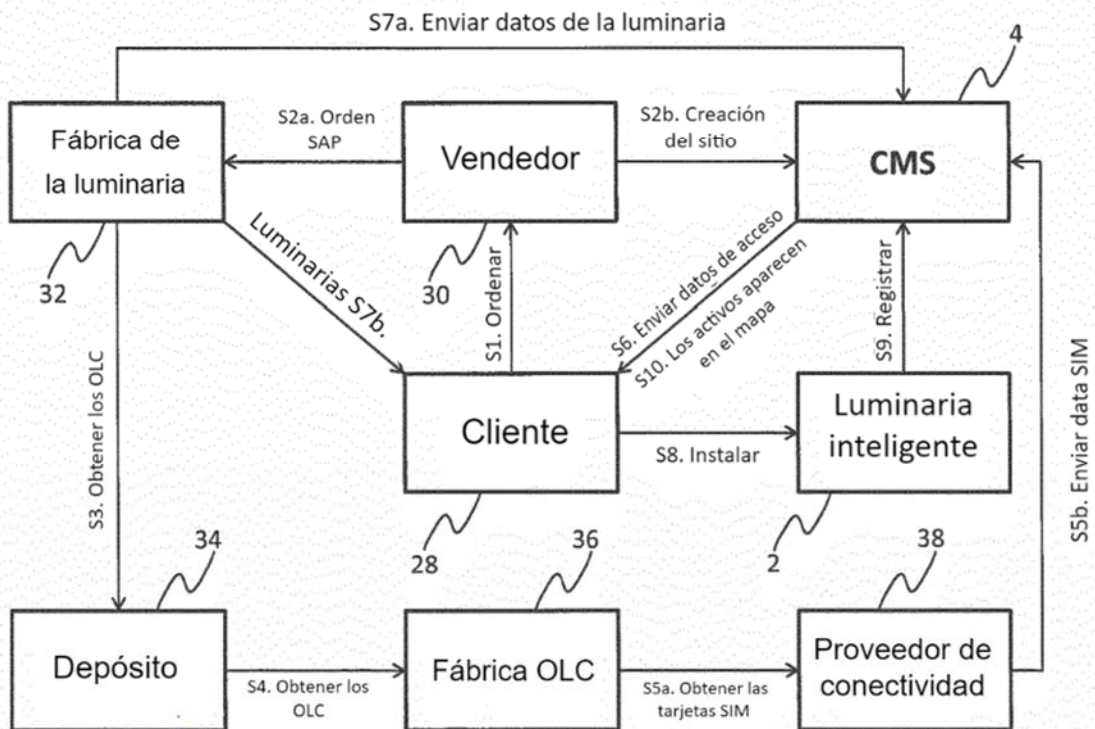 S7a. Enviar datos de la luminaria
4
Fábrica de
la luminaria
S2a. Orden
SAP
Vendedor
S2b. Creación
del sitio
CMS
32
Luminarias S7b.
30
S1. Ordenar
S6. Enviar datos de acceso
S10. Los activos aparecen
en el mapa
S9. Registrar
S3. Obtener los OLC
Cliente
S8. Instalar
Luminaria
inteligente
S5b. Enviar data SIM
34
28
36
2
38
Depósito
S4. Obtener los
OLC
Fábrica OLC
S5a. Obtener las
tarjetas SIM
Proveedor de
conectividad